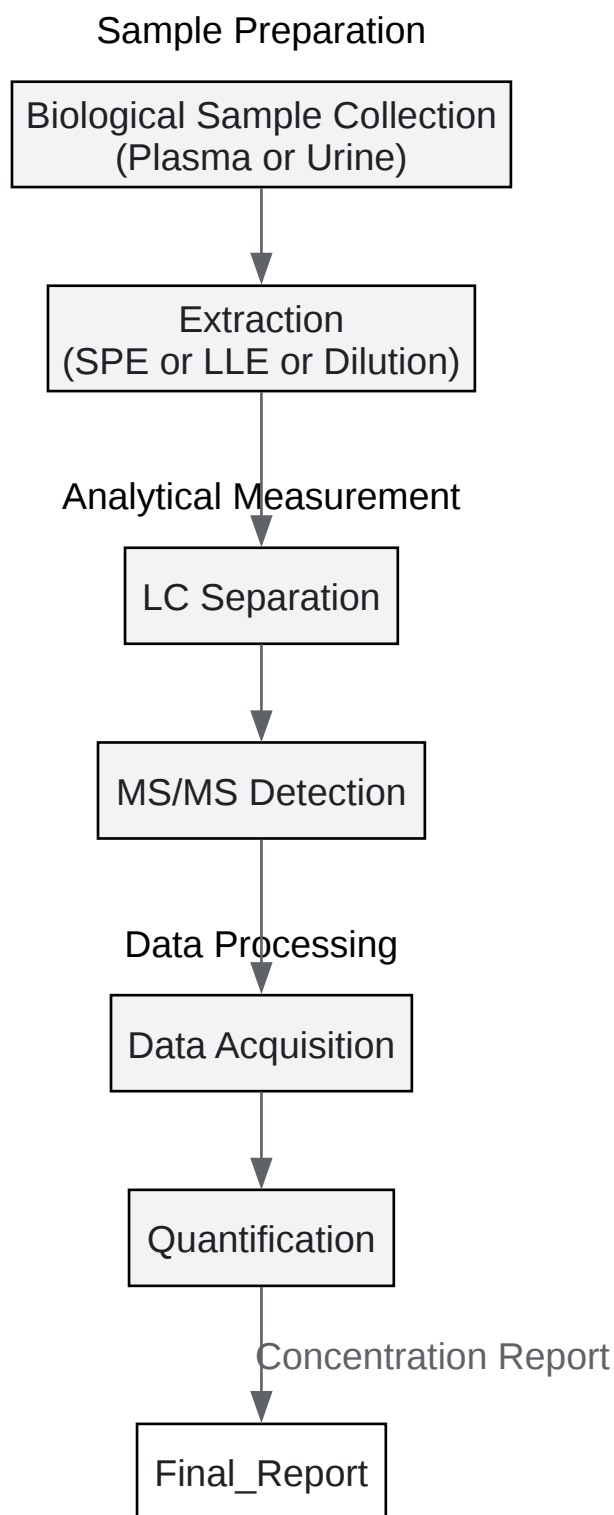 Sample Preparation
Biological Sample Collection
(Plasma or Urine)
Extraction
(SPE or LLE or Dilution)
Analytical Measurement
LC Separation
MS/MS Detection
Data Processing
Data Acquisition
Quantification
Concentration Report
Final_Report